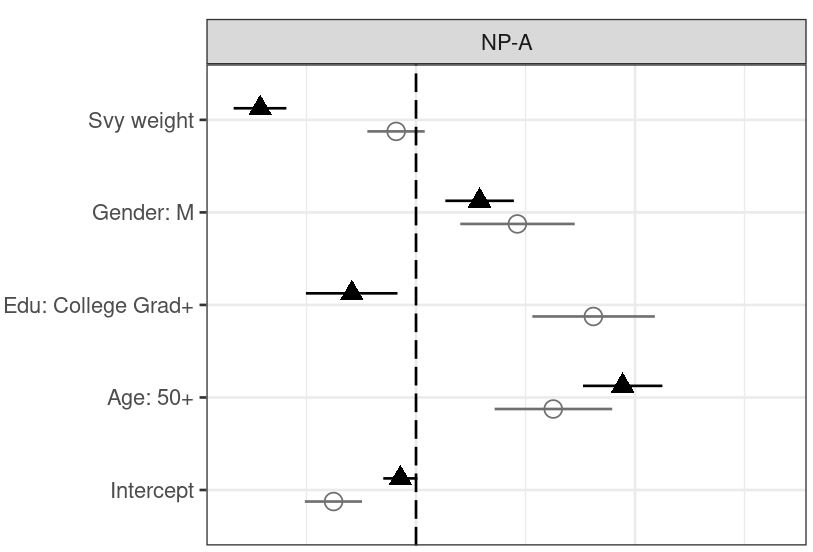 NP-A
Svy weight
Gender: M
Edu: College Grad+
Age: 50+
Intercept